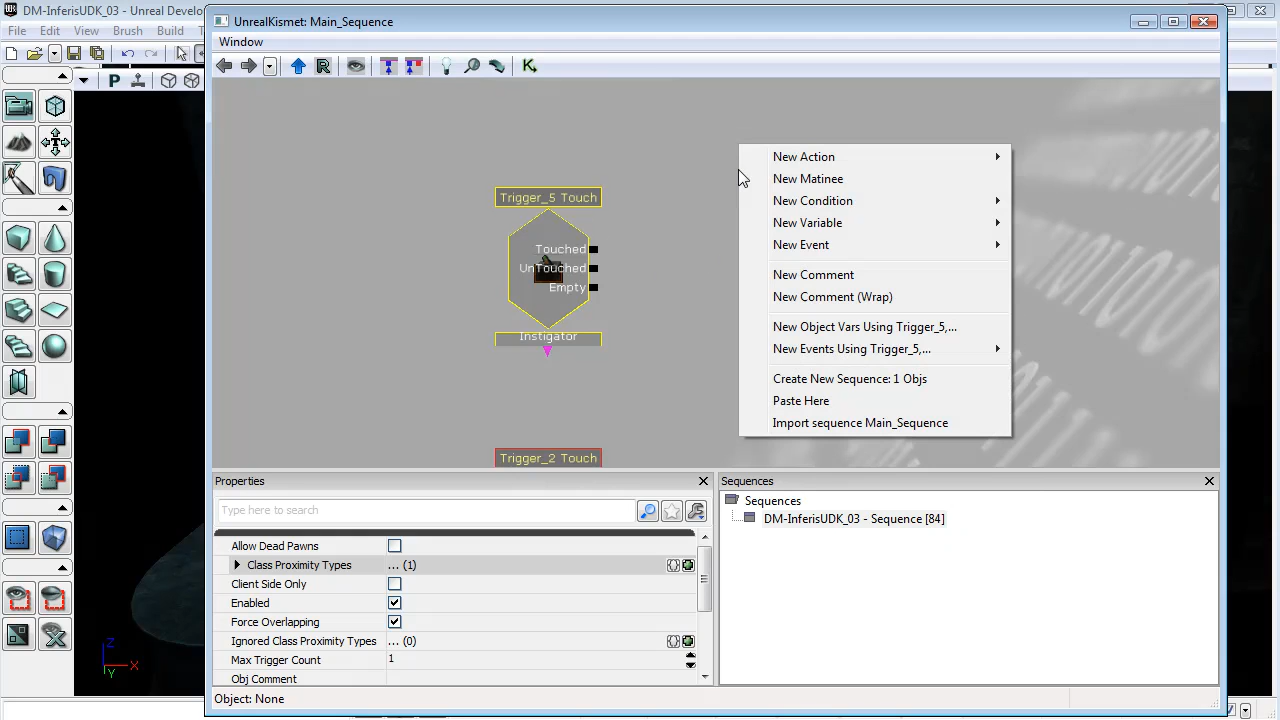 DM-InferisUDK_03 - Unreal Develo
File Edit View Brush Build
UnrealKismet: Main_Sequence
Window
R
K
P
Trigger_5 Touch
Touched
UnTouched
Empty
Instigator
Trigger_2 Touch
New Action
New Matinee
New Condition
New Variable
New Event
New Comment
New Comment (Wrap)
New Object Vars Using Trigger_5,...
New Events Using Trigger_5,...
Create New Sequence: 1 Objs
Paste Here
Import sequence Main_Sequence
Properties
Type here to search
Allow Dead Pawns
Class Proximity Types ... (1)
Client Side Only
Enabled
Force Overlapping
Ignored Class Proximity Types ... (0)
Max Trigger Count 1
Obj Comment
Sequences
Sequences
DM-InferisUDK_03 - Sequence [84]
Object: None
Z
X
Y